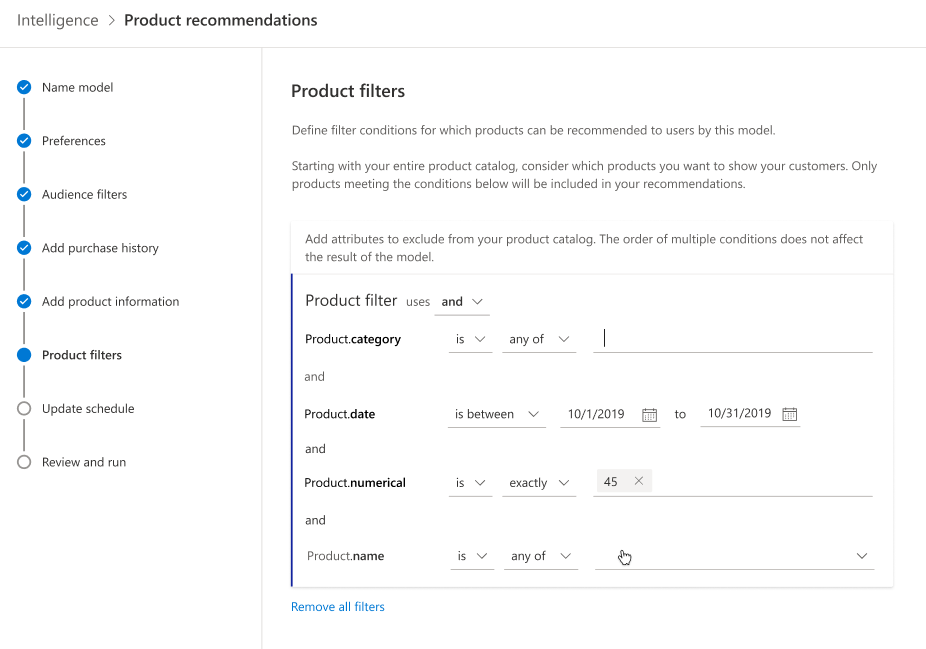 Intelligence > Product recommendations
Name model
Preferences
Audience filters
Add purchase history
Add product information
Product filters
Update schedule
Review and run
Product filters
Define filter conditions for which products can be recommended to users by this model.
Starting with your entire product catalog, consider which products you want to show your customers. Only
products meeting the conditions below will be included in your recommendations.
Add attributes to exclude from your product catalog. The order of multiple conditions does not affect
the result of the model.
Product filter uses and
Product.category is any of
and
Product.date is between 10/1/2019 to 10/31/2019
and
Product.numerical is exactly 45
and
Product.name is any of
Remove all filters